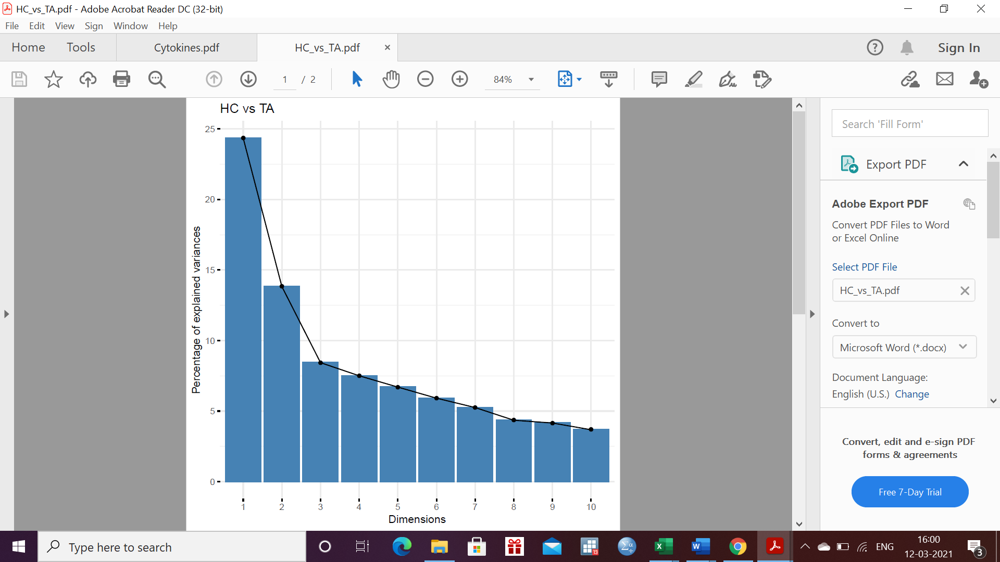 HC_vs_TA.pdf - Adobe Acrobat Reader DC (32-bit)
File Edit View Sign Window Help
Home Tools Cytokines.pdf HC_vs_TA.pdf × Sign In
1 / 2 84%
HC vs TA
25
20
15
10
5
0
Percentage of explained variances
1 2 3 4 5 6 7 8 9 10
Dimensions
Search 'Fill Form'
Export PDF
Adobe Export PDF
Convert PDF Files to Word
or Excel Online
Select PDF File
HC_vs_TA.pdf
Convert to
Microsoft Word (*.docx)
Document Language:
English (U.S.) Change
Convert, edit and e-sign PDF
forms & agreements
Free 7-Day Trial
Type here to search
13
Σα
ENG
16:00
12-03-2021
3